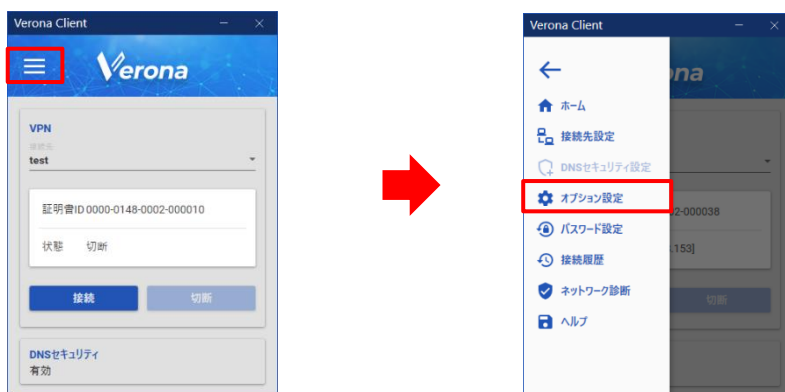 Verona Client
Verona
VPN
接続先
test
証明書ID 0000-0148-0002-000010
状態 切断
接続 切断
DNSセキュリティ
有効
Verona Client
na
ホーム
接続先設定
DNSセキュリティ設定
オプション設定
02-000038
パスワード設定
.153]
接続履歴
ネットワーク診断
切断
ヘルプ